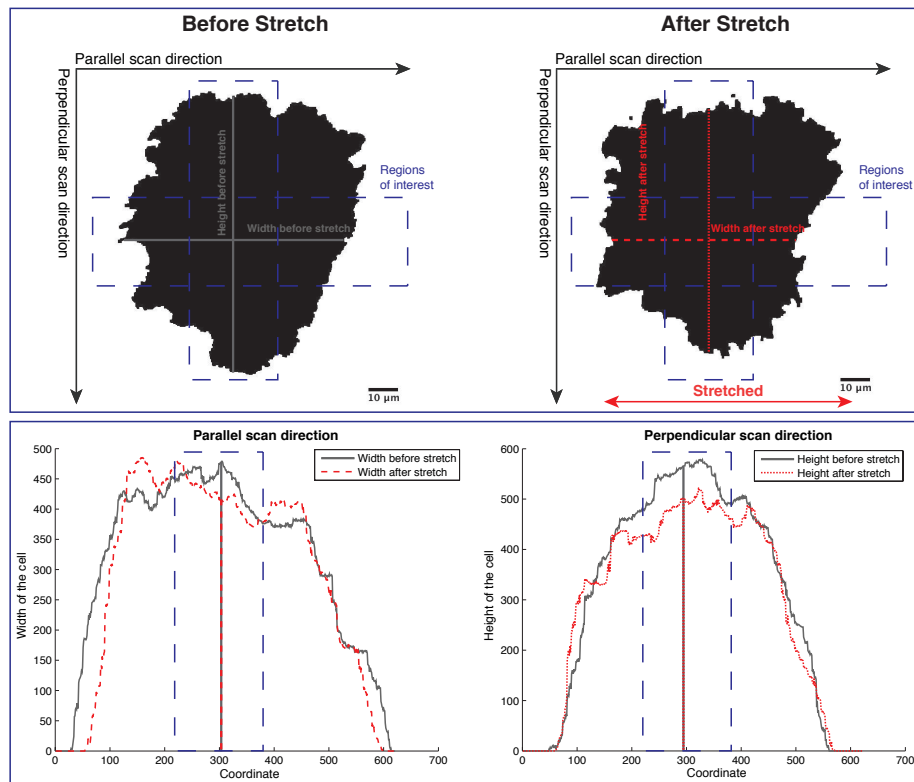 Before Stretch
After Stretched
Parallel scan direction
Parallel scan direction
Perpendicular scan direction
Height before stretch
Width before stretch
Regions
of interest
10 μm
Perpendicular scan direction
Height after stretch
Width after stretch
Regions
of interest
10 μm
Stretched
Parallel scan direction
Width before stretch
Width after stretch
Width of the cell
500
450
400
350
300
250
200
150
100
50
0
0 100 200 300 400 500 600 700
Coordinate
Perpendicular scan direction
Height before stretch
Height after stretch
Height of the cell
600
500
400
300
200
100
0
0 100 200 300 400 500 600 700
Coordinate